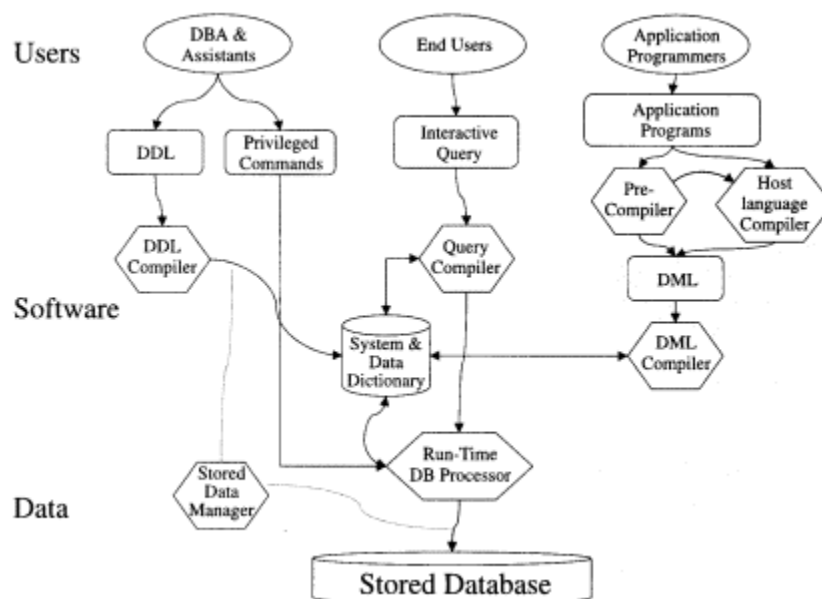 Users
DBA &
Assistants
End Users
Application
Programmers
DDL
Privileged
Commands
Interactive
Query
Application
Programs
Pre-
Compiler
Host
language
Compiler
DDL
Compiler
Query
Compiler
DML
Software
System &
Data
Dictionary
DML
Compiler
Run-Time
DB Processor
Stored
Data
Manager
Data
Stored Database